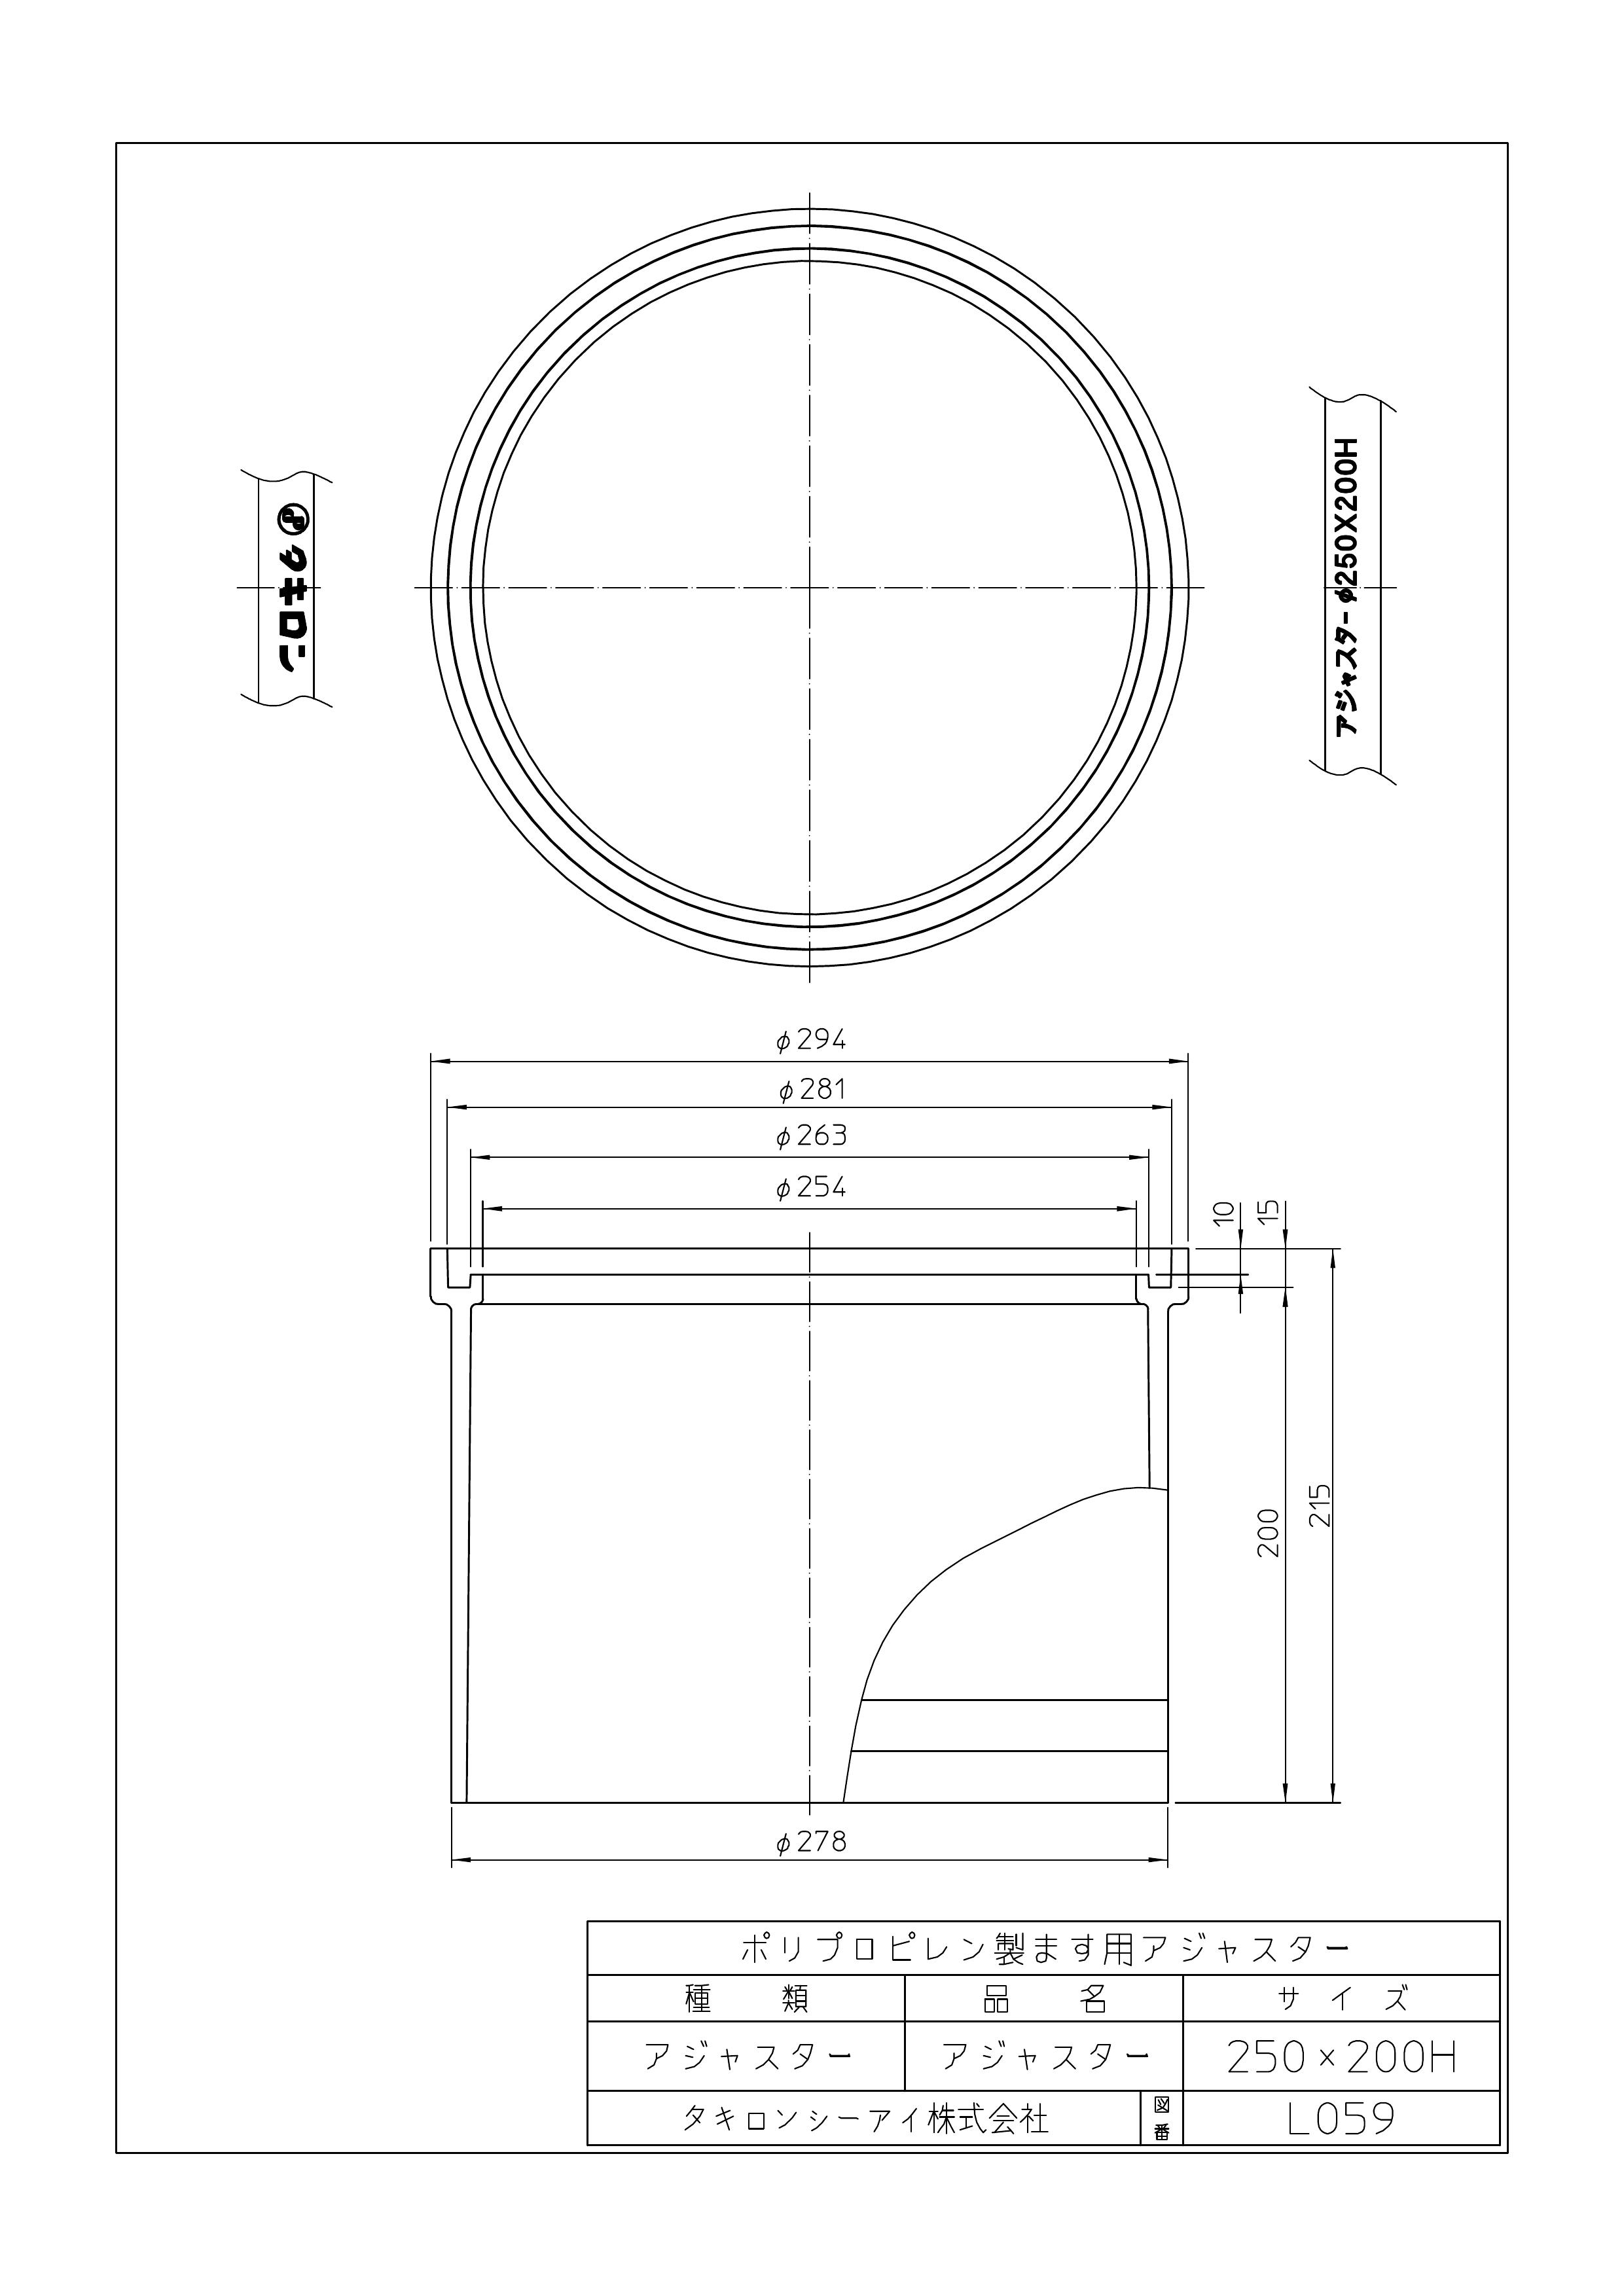 タキロン
アジャスター φ250X200H
φ294
φ281
φ263
φ254
10
15
200
215
φ278
ポリプロピレン製ます用アジャスター
種 類 品 名 サイズ
アジャスター アジャスター 250×200H
タキロンシーアイ株式会社 図番 L059